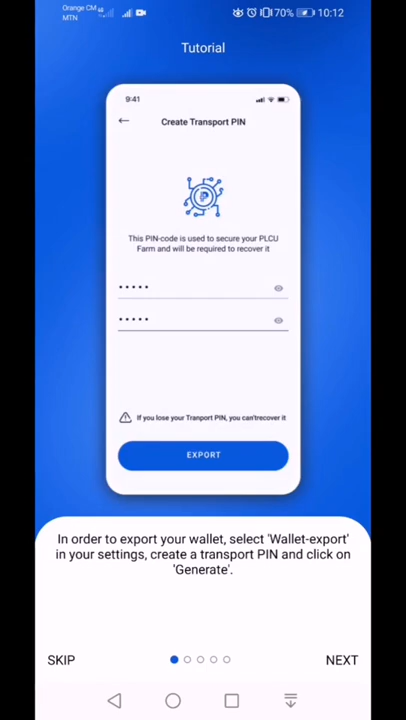 Orange CM
MTN
70% 10:12
Tutorial
9:41
Create Transport PIN
This PIN-code is used to secure your PLCU
Farm and will be required to recover it
If you lose your Tranport PIN, you can'trecover it
EXPORT
In order to export your wallet, select 'Wallet-export'
in your settings, create a transport PIN and click on
'Generate'.
SKIP NEXT